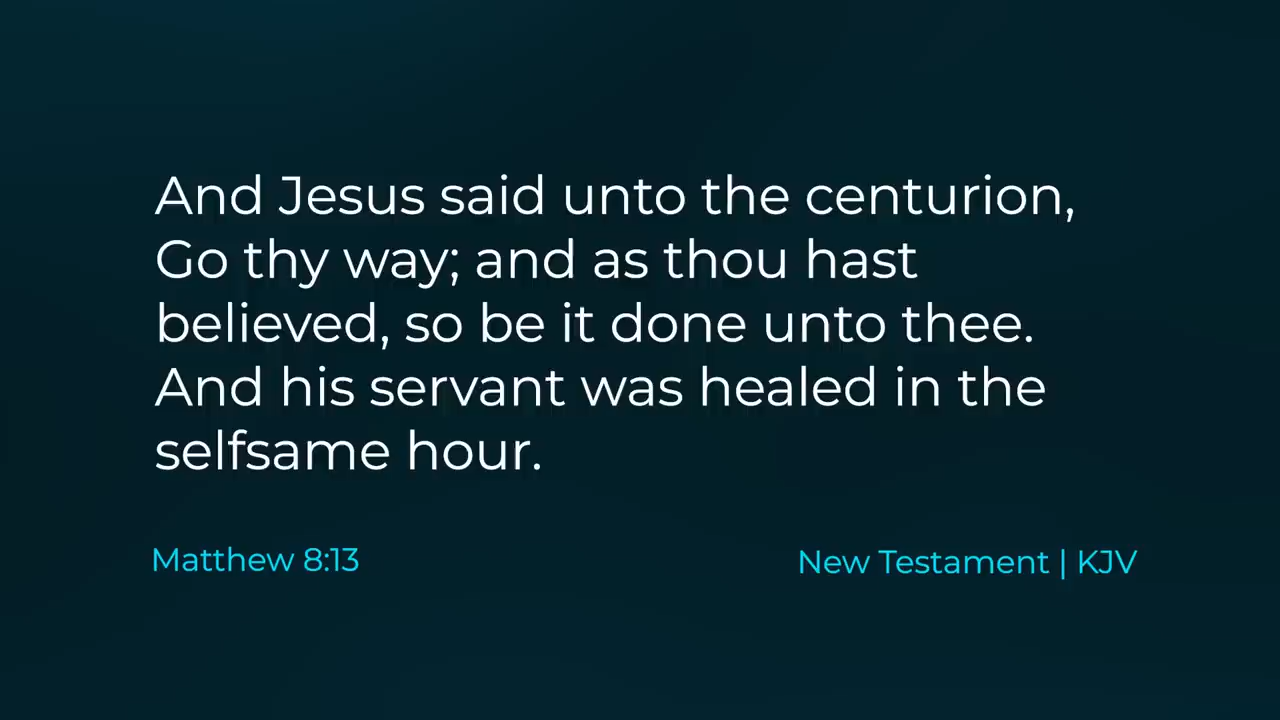 And Jesus said unto the centurion,
Go thy way; and as thou hast
believed, so be it done unto thee.
And his servant was healed in the
selfsame hour.
Matthew 8:13
New Testament | KJV